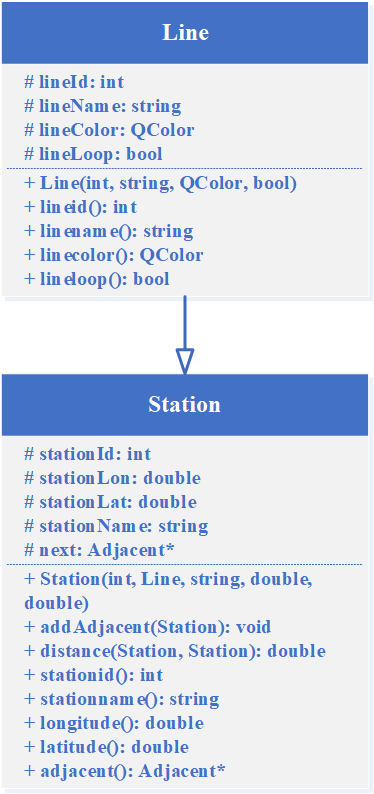 Line
# lineId: int
# lineName: string
# lineColor: QColor
# lineLoop: bool
+ Line(int, string, QColor, bool)
+ lineid(): int
+ linename(): string
+ linecolor(): QColor
+ lineloop(): bool
Station
# stationId: int
# stationLon: double
# stationLat: double
# stationName: string
# next: Adjacent*
+ Station(int, Line, string, double,
double)
+ addAdjacent(Station): void
+ distance(Station, Station): double
+ stationid(): int
+ stationname(): string
+ longitude(): double
+ latitude(): double
+ adjacent(): Adjacent*